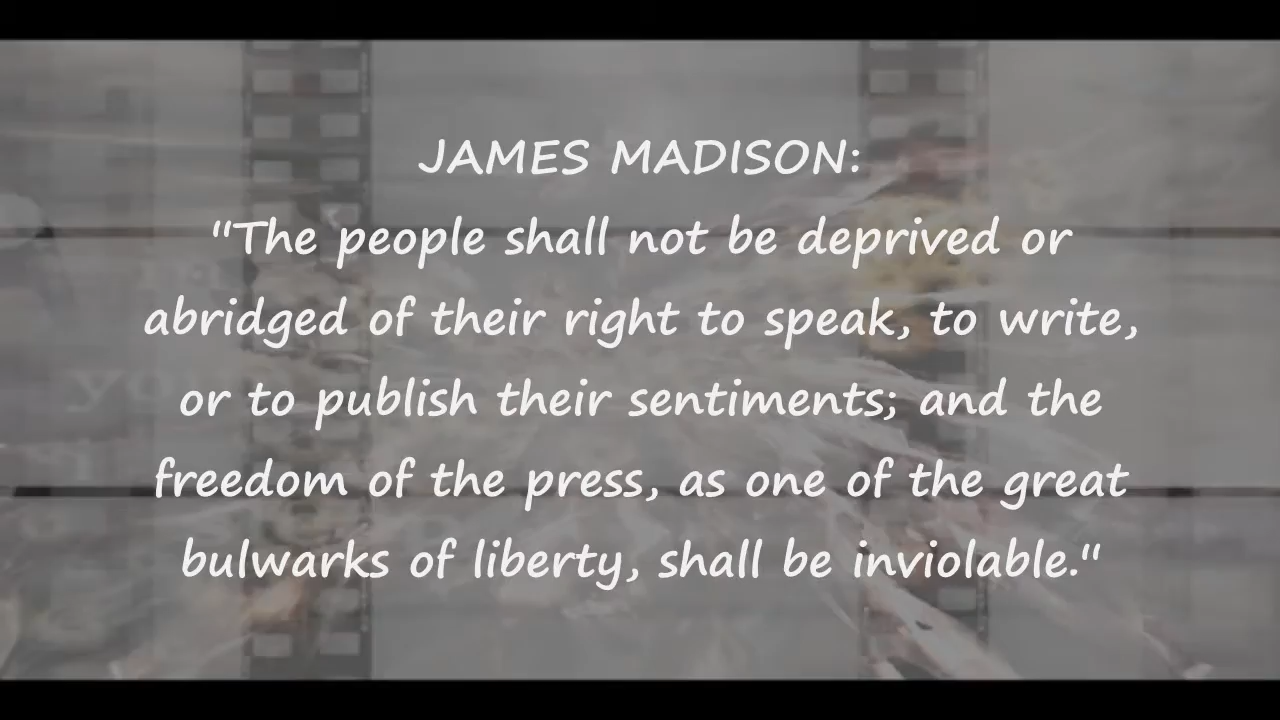 JAMES MADISON:
"The people shall not be deprived or
abridged of their right to speak, to write,
or to publish their sentiments; and the
freedom of the press, as one of the great
bulwarks of liberty, shall be inviolable."